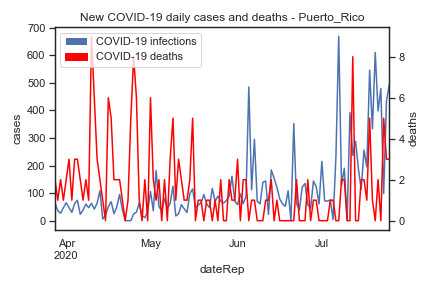 New COVID-19 daily cases and deaths - Puerto_Rico
COVID-19 infections
COVID-19 deaths
700
600
500
400
300
200
100
0
cases
8
6
4
2
0
deaths
Apr
2020
May
Jun
Jul
dateRep